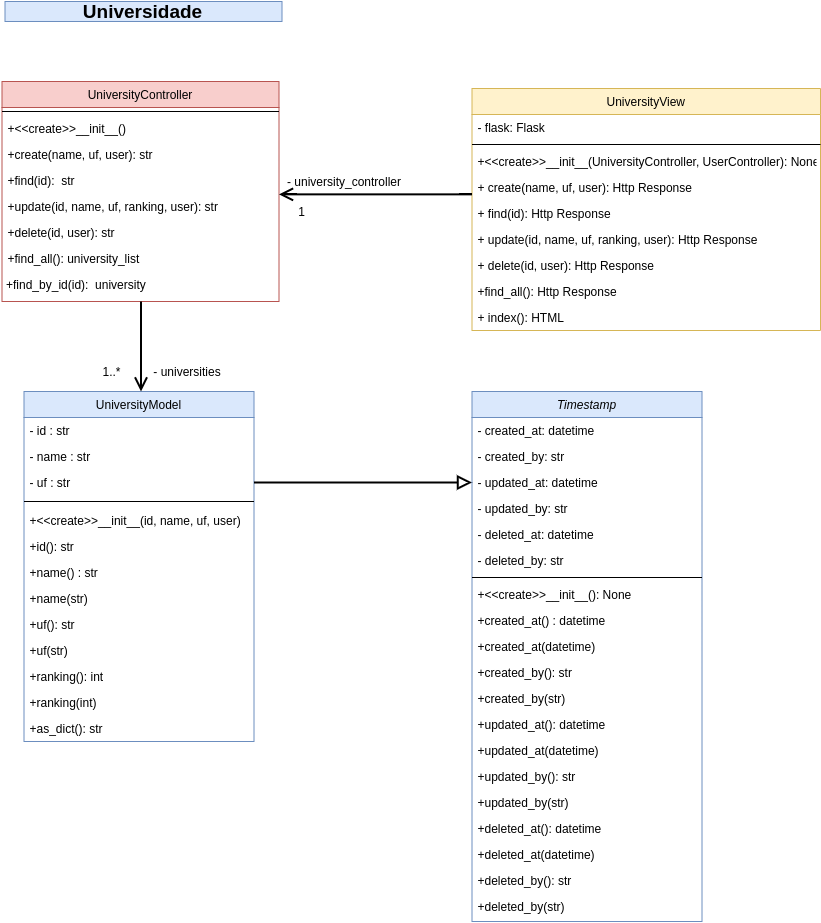 Universidade
UniversityController
+<<create>>__init__()
+create(name, uf, user): str
+find(id):  str
+update(id, name, uf, ranking, user): str
+delete(id, user): str
+find_all(): university_list
+find_by_id(id):  university
- university_controller
1
UniversityView
- flask: Flask
+<<create>>__init__(UniversityController, UserController): None
+ create(name, uf, user): Http Response
+ find(id): Http Response
+ update(id, name, uf, ranking, user): Http Response
+ delete(id, user): Http Response
+find_all(): Http Response
+ index(): HTML
1..*
- universities
UniversityModel
- id : str
- name : str
- uf : str
+<<create>>__init__(id, name, uf, user)
+id(): str
+name() : str
+name(str)
+uf(): str
+uf(str)
+ranking(): int
+ranking(int)
+as_dict(): str
Timestamp
- created_at: datetime
- created_by: str
- updated_at: datetime
- updated_by: str
- deleted_at: datetime
- deleted_by: str
+<<create>>__init__(): None
+created_at() : datetime
+created_at(datetime)
+created_by(): str
+created_by(str)
+updated_at(): datetime
+updated_at(datetime)
+updated_by(): str
+updated_by(str)
+deleted_at(): datetime
+deleted_at(datetime)
+deleted_by(): str
+deleted_by(str)